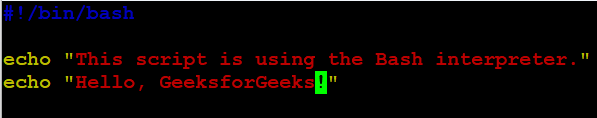 #!/bin/bash
echo "This script is using the Bash interpreter."
echo "Hello, GeeksforGeeks!"